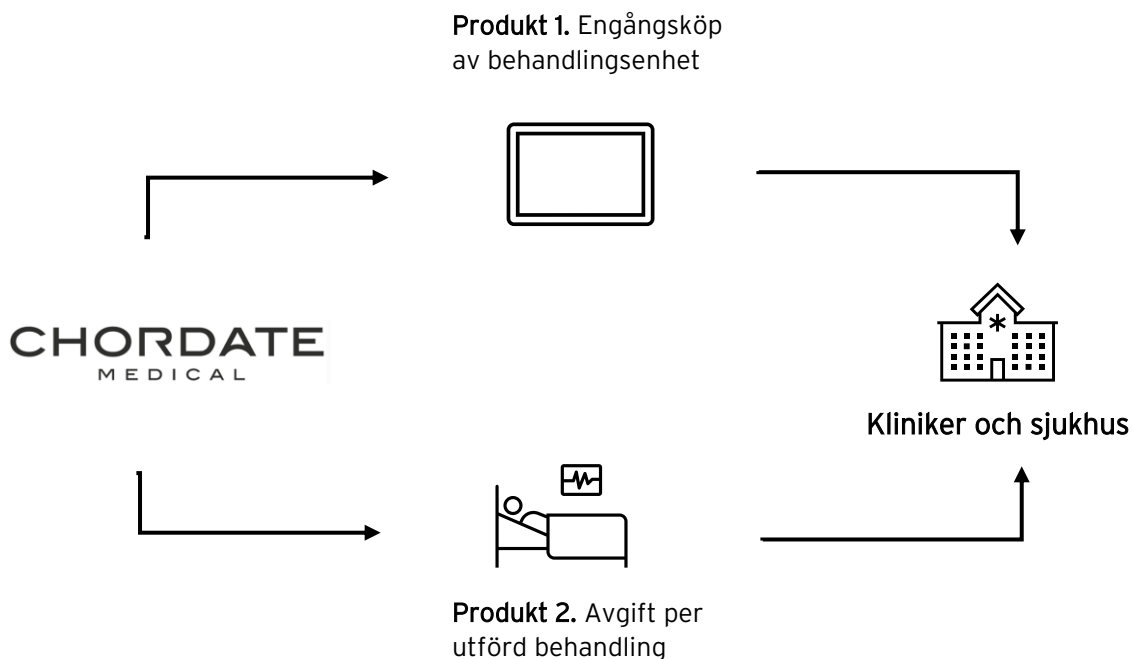 Produkt 1. Engångsköp
av behandlingsenhet
CHORDATE
MEDICAL
Kliniker och sjukhus
Produkt 2. Avgift per
utförd behandling